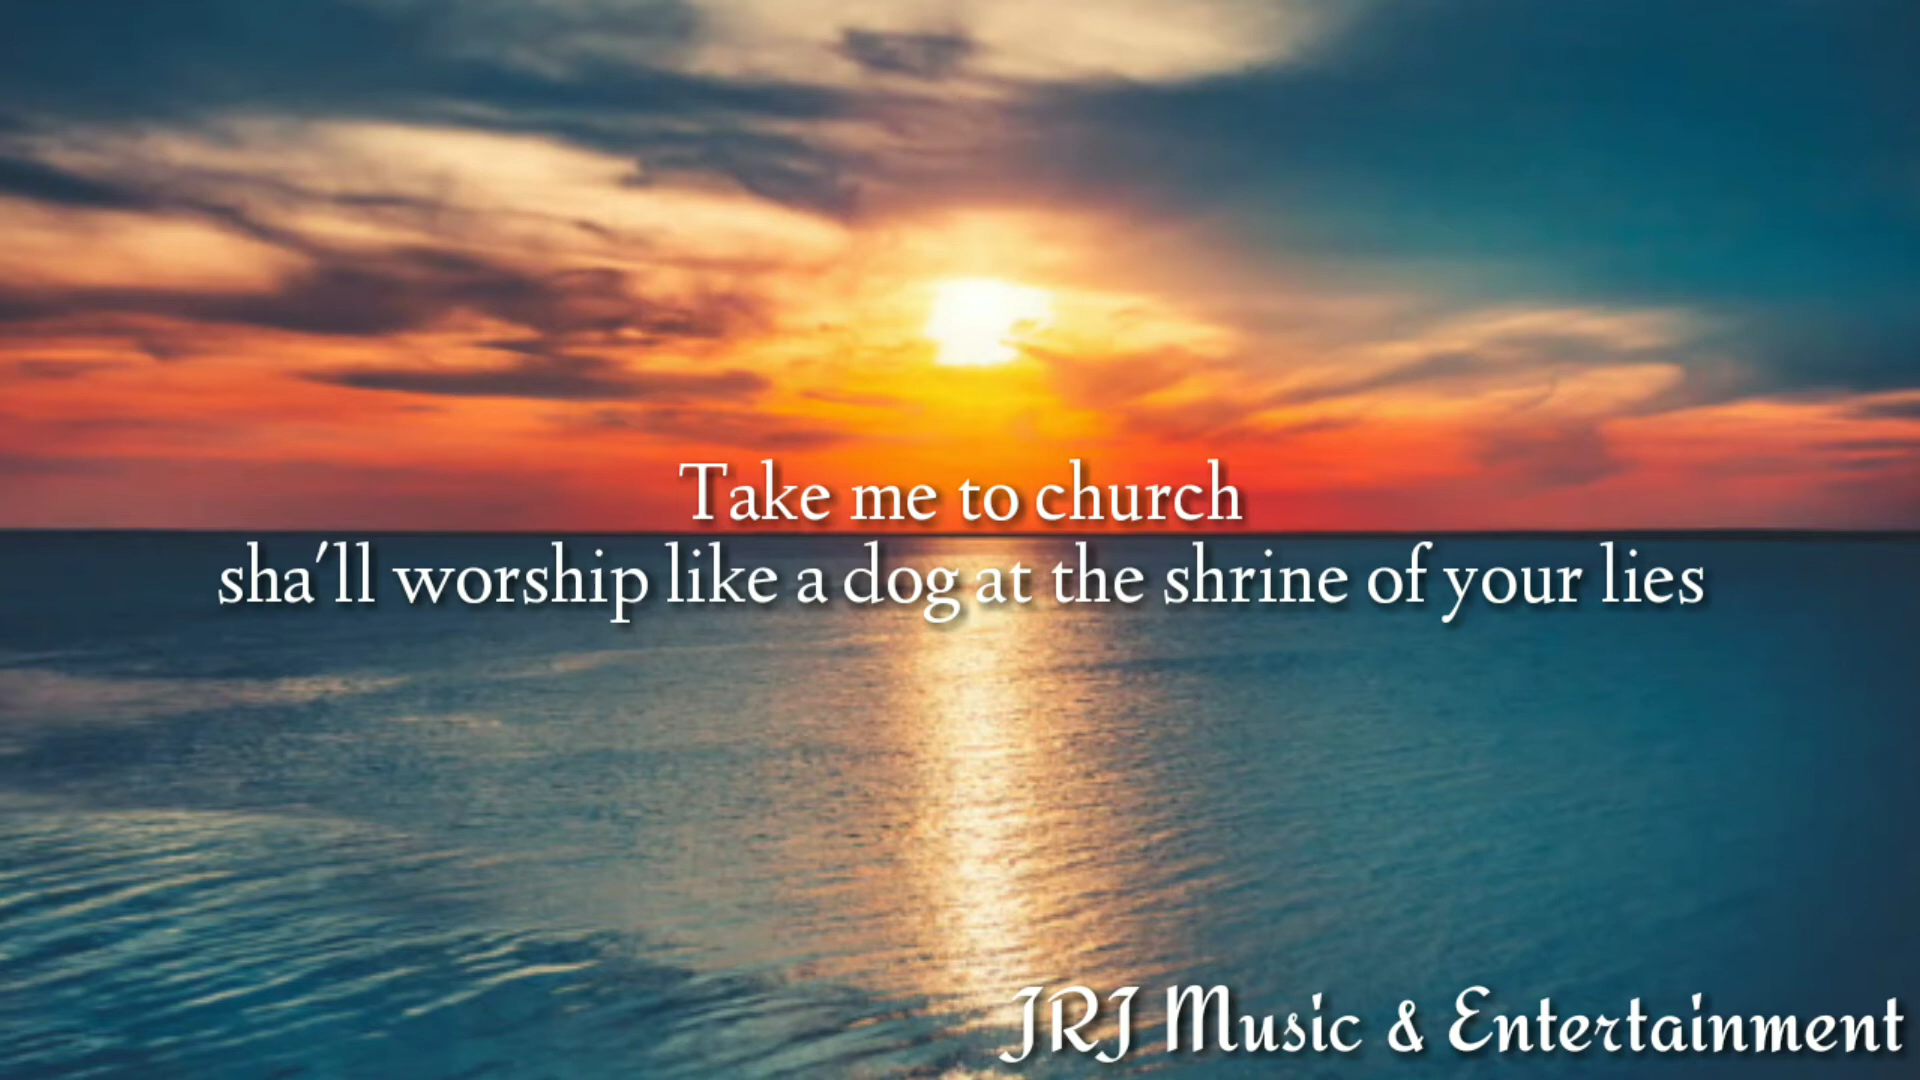 Take me to church
sha'll worship like a dog at the shrine of your lies
JRJ Music & Entertainment